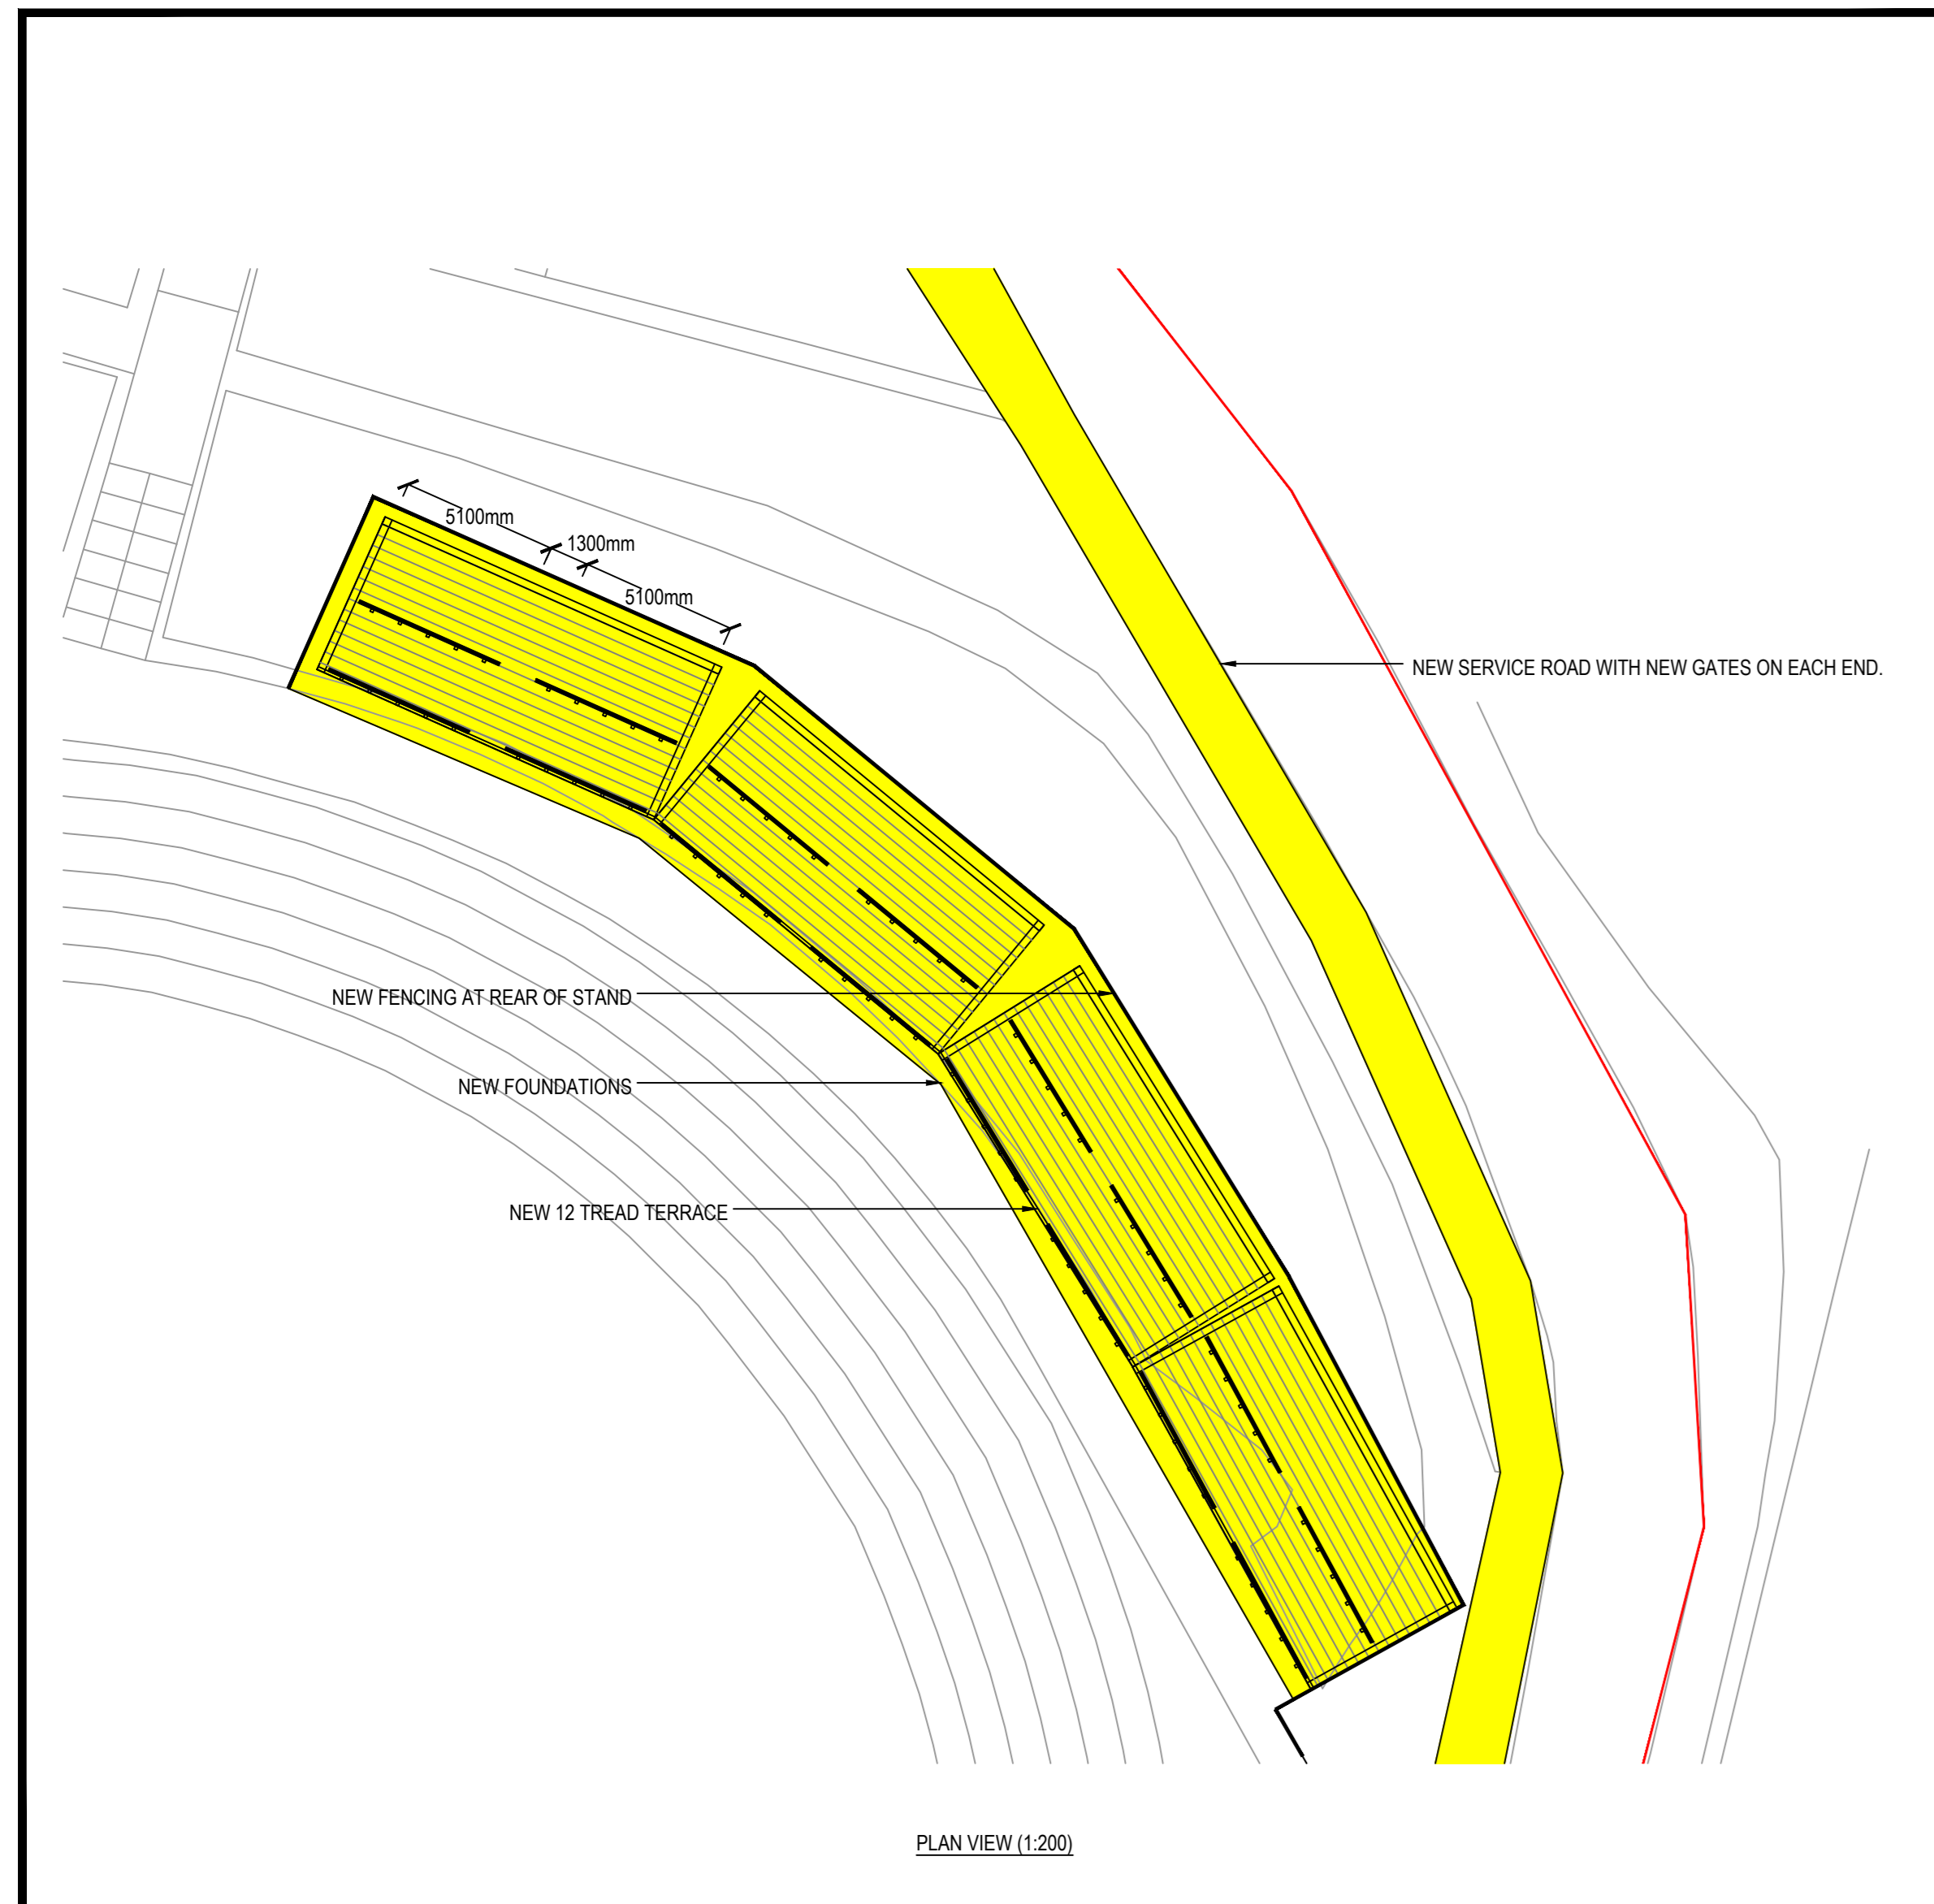 5100mm
1300mm
5100mm
NEW SERVICE ROAD WITH NEW GATES ON EACH END.
NEW FENCING AT REAR OF STAND
NEW FOUNDATIONS
NEW 12 TREAD TERRACE
PLAN VIEW (1:200)